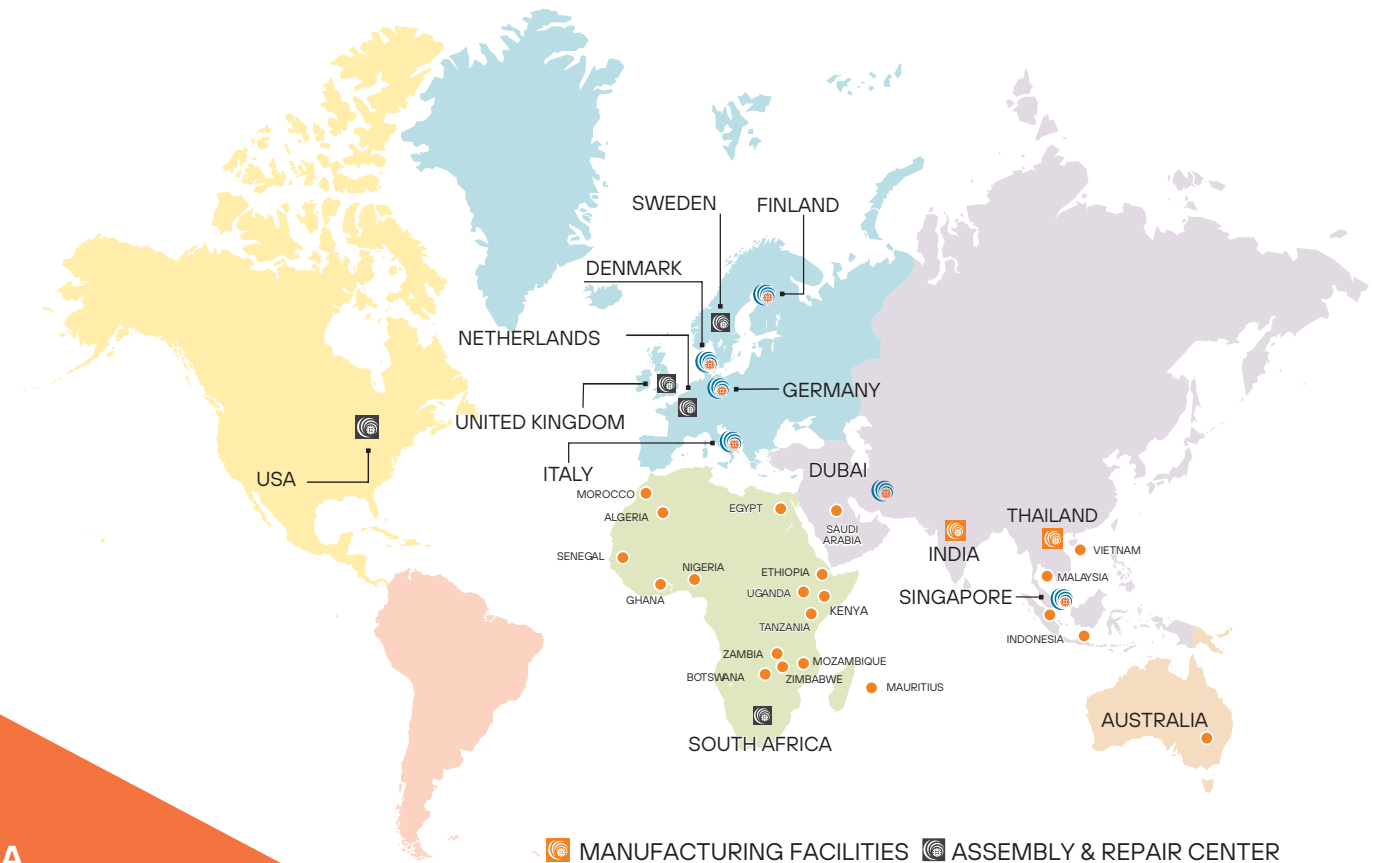 SWEDEN
FINLAND
DENMARK
NETHERLANDS
GERMANY
UNITED KINGDOM
ITALY
USA
DUBAI
MOROCCO
ALGERIA
EGYPT
SAUDI
ARABIA
THAILAND
INDIA
VIETNAM
SENEGAL
NIGERIA
ETHIOPIA
MALAYSIA
GHANA
UGANDA
KENYA
SINGAPORE
TANZANIA
INDONESIA
ZAMBIA
MOZAMBIQUE
BOTSWANA
ZIMBABWE
MAURITIUS
AUSTRALIA
SOUTH AFRICA
MANUFACTURING FACILITIES
ASSEMBLY & REPAIR CENTER
A